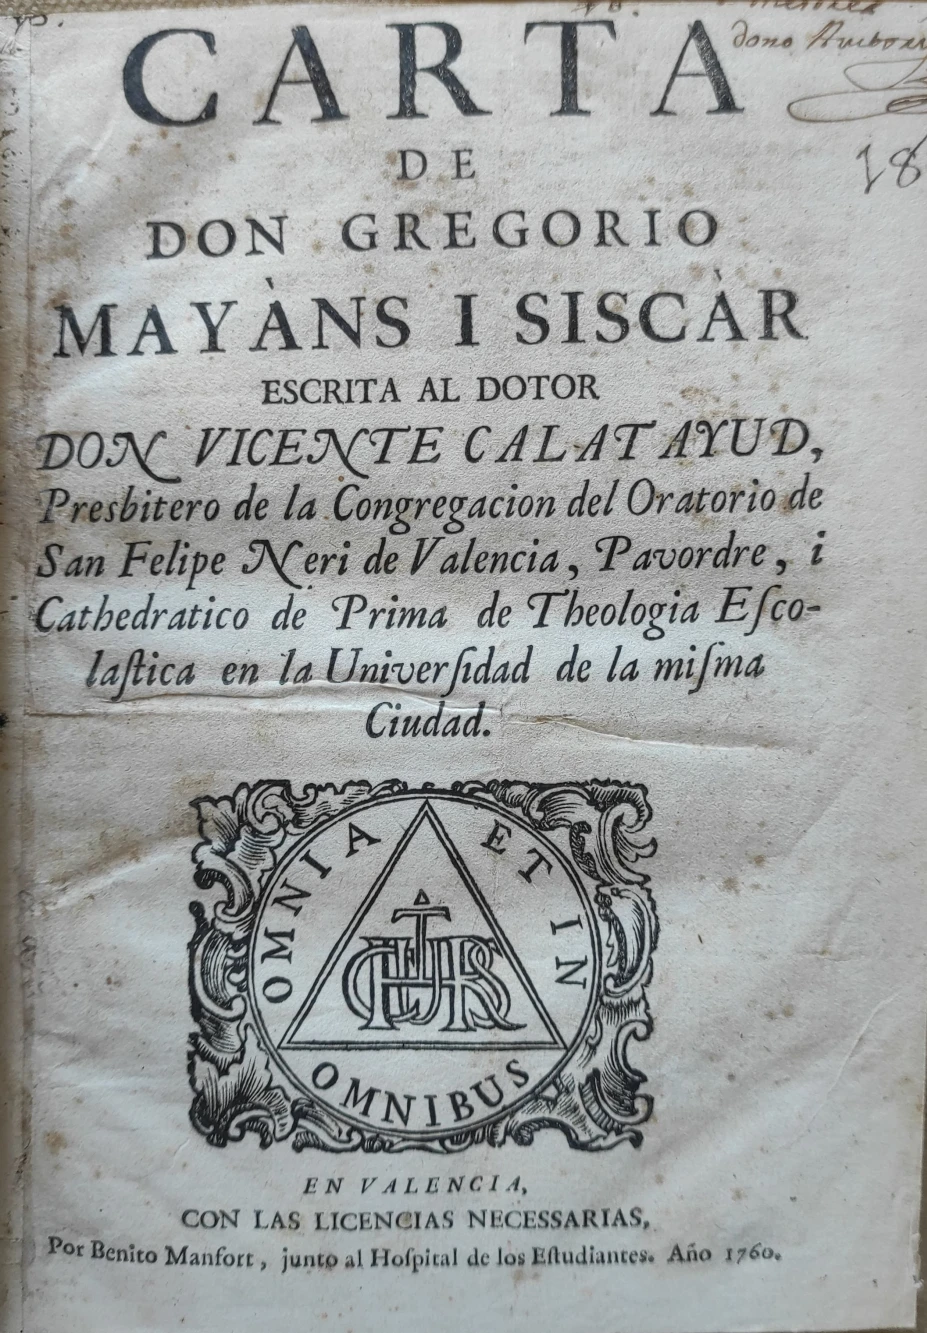 dono
18
CARTA
DE
DON GREGORIO
MAYÀNS I SISCÀR
ESCRITA AL DOTOR
DON VICENTE CALATAYUD,
Presbitero de la Congregacion del Oratorio de
San Felipe Neri de Valencia, Pavordre, i
Cathedratico de Prima de Theologia Eſco-
laſtica en la Univerſidad de la miſma
Ciudad.
OMNIA ET IN
OMNIBUS
EN VALENCIA,
CON LAS LICENCIAS NECESSARIAS,
Por Benito Manfort, junto al Hoſpital de los Eſtudiantes. Año 1760.